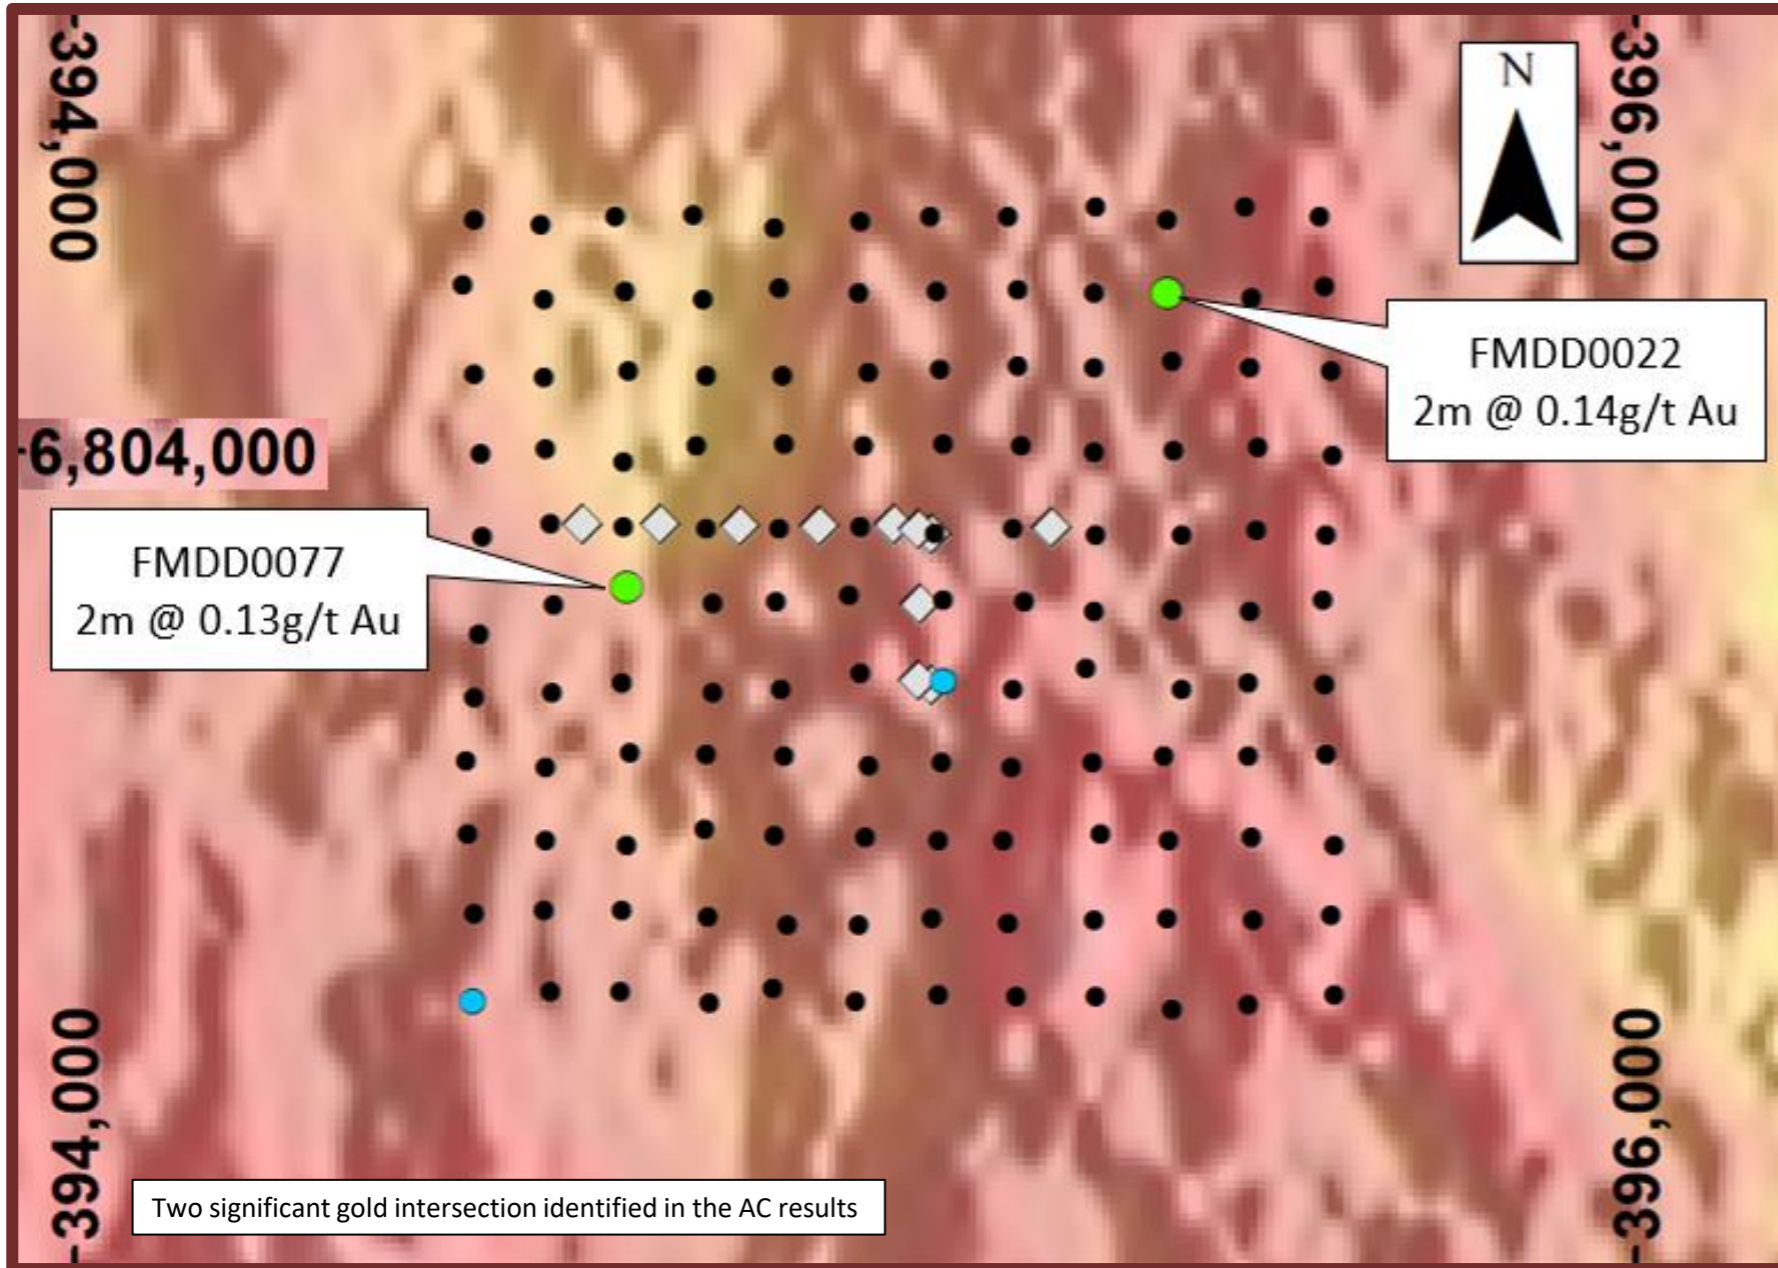 -394,000
-396,000
N
FMDD0022
2m @ 0.14g/t Au
-6,804,000
FMDD0077
2m @ 0.13g/t Au
-394,000
-396,000
Two significant gold intersection identified in the AC results